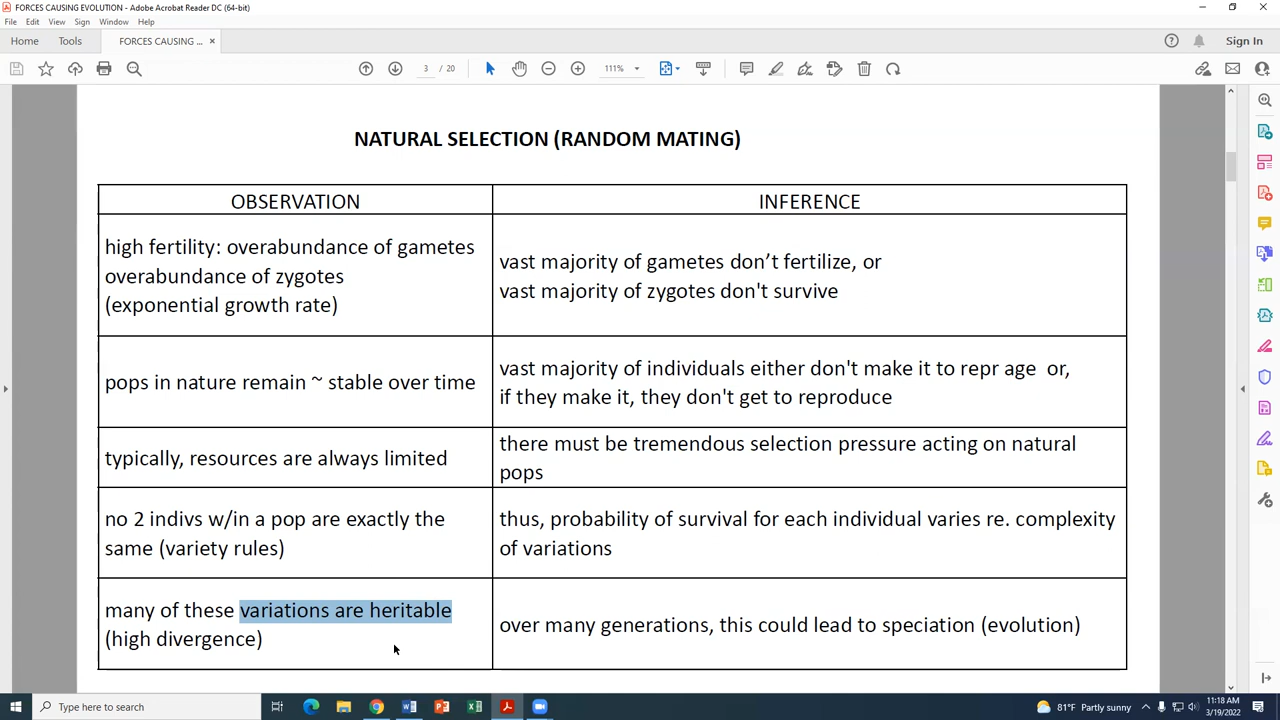 FORCES CAUSING EVOLUTION - Adobe Acrobat Reader DC (64-bit)
File Edit View Sign Window Help
Home Tools FORCES CAUSING ... × Sign In
3 / 20 111%
NATURAL SELECTION (RANDOM MATING)
OBSERVATION
INFERENCE
high fertility: overabundance of gametes
overabundance of zygotes
(exponential growth rate)
vast majority of gametes don’t fertilize, or
vast majority of zygotes don't survive
pops in nature remain ~ stable over time
vast majority of individuals either don't make it to repr age or,
if they make it, they don't get to reproduce
typically, resources are always limited
there must be tremendous selection pressure acting on natural
pops
no 2 indivs w/in a pop are exactly the
same (variety rules)
thus, probability of survival for each individual varies re. complexity
of variations
many of these variations are heritable
(high divergence)
over many generations, this could lead to speciation (evolution)
Type here to search
81°F Partly sunny
11:18 AM
3/19/2022